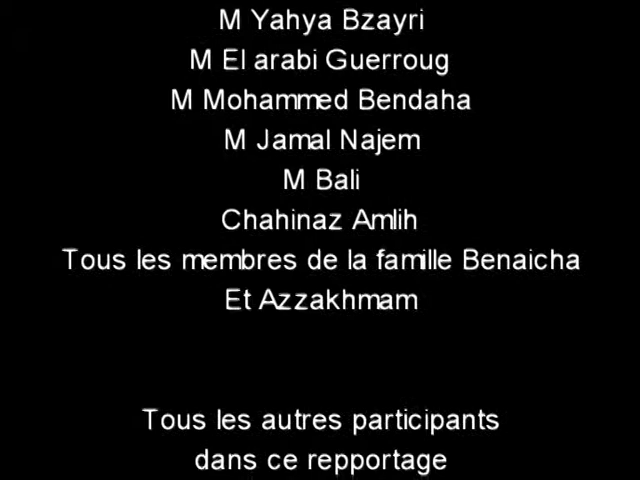 M Yahya Bzayri
M El arabi Guerroug
M Mohammed Bendaha
M Jamal Najem
M Bali
Chahinaz Amlih
Tous les membres de la famille Benaicha
Et Azzakhmam
Tous les autres participants
dans ce repportage